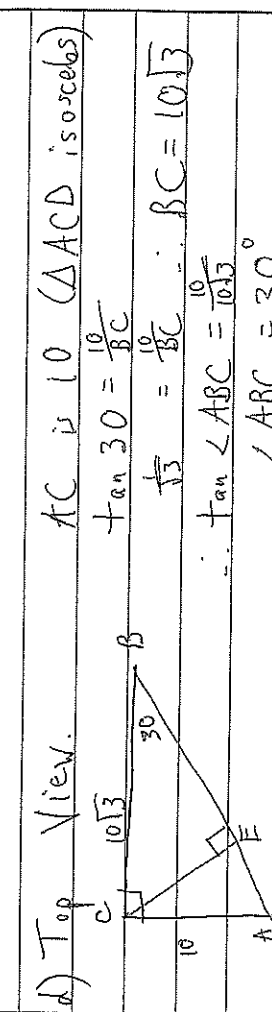 d) Top View.
AC is 10 (△ACD isosceles)
tan 30 = 10/BC
1/√3 = 10/BC ∴ BC = 10√3
∴ tan ∠ABC = 10/10√3
∠ABC = 30°
C
10√3
B
30
10
E
A